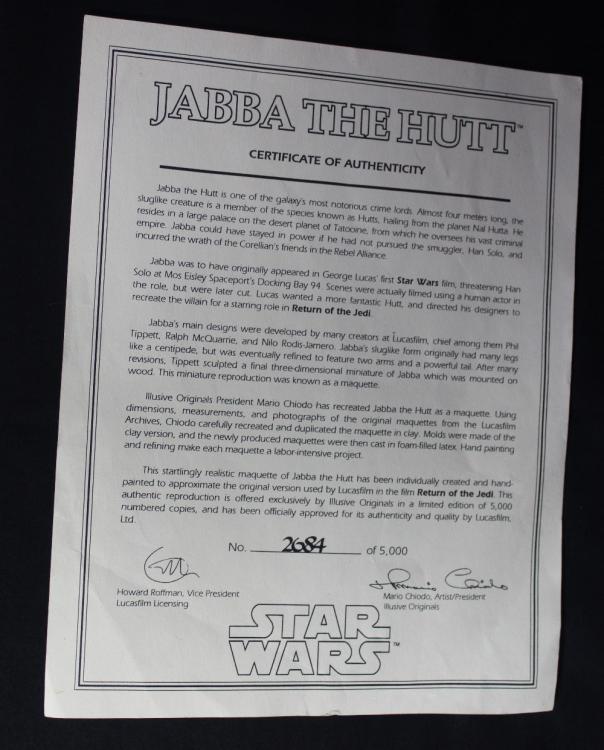 JABBA THE HUTT™
CERTIFICATE OF AUTHENTICITY
Jabba the Hutt is one of the galaxy's most notorious crime lords. Almost four meters long, the
sluglike creature is a member of the species known as Hutts, hailing from the planet Nal Hutta. He
resides in a large palace on the desert planet of Tatooine, from which he oversees his vast criminal
empire. Jabba could have stayed in power if he had not pursued the smuggler, Han Solo, and
incurred the wrath of the Corellian's friends in the Rebel Alliance.
Jabba was to have originally appeared in George Lucas' first Star Wars film, threatening Han
Solo at Mos Eisley Spaceport's Docking Bay 94. Scenes were actually filmed using a human actor in
the role, but were later cut. Lucas wanted a more fantastic Hutt, and directed his designers to
recreate the villain for a starring role in Return of the Jedi.
Jabba's main designs were developed by many creators at Lucasfilm, chief among them Phil
Tippett, Ralph McQuarrie, and Nilo Rodis-Jamero. Jabba's sluglike form originally had many legs
like a centipede, but was eventually refined to feature two arms and a powerful tail. After many
revisions, Tippett sculpted a final three-dimensional miniature of Jabba which was mounted on
wood. This miniature reproduction was known as a maquette.
Illusive Originals President Mario Chiodo has recreated Jabba the Hutt as a maquette. Using
dimensions, measurements, and photographs of the original maquettes from the Lucasfilm
Archives, Chiodo carefully created and duplicated the maquette in clay. Molds were made of the
clay version, and the newly produced maquettes were then cast in foam-filled latex. Hand painting
and refining make each maquette a labor-intensive project.
This startlingly realistic maquette of Jabba the Hutt has been individually created and hand-
painted to approximate the original version used by Lucasfilm in the film Return of the Jedi. This
authentic reproduction is offered exclusively by Illusive Originals in a limited edition of 5,000
numbered copies, and has been officially approved for its authenticity and quality by Lucasfilm,
Ltd.
No. 2684 of 5,000
Howard Roffman, Vice President
Lucasfilm Licensing
Mario Chiodo, Artist/President
Illusive Originals
STAR
WARS™